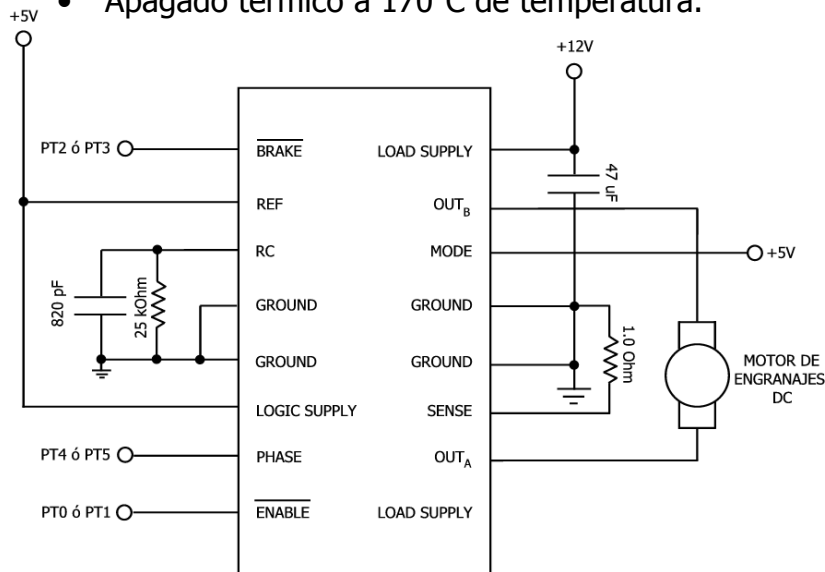 • Apagado térmico a 170°C de temperatura.
+5V
+12V
PT2 ó PT3
BRAKE
LOAD SUPPLY
47 uF
REF
OUTB
RC
MODE
+5V
820 pF
25 kOhm
GROUND
GROUND
1.0 Ohm
GROUND
GROUND
MOTOR DE
ENGRANAJES
DC
LOGIC SUPPLY
SENSE
PT4 ó PT5
PHASE
OUTA
PT0 ó PT1
ENABLE
LOAD SUPPLY